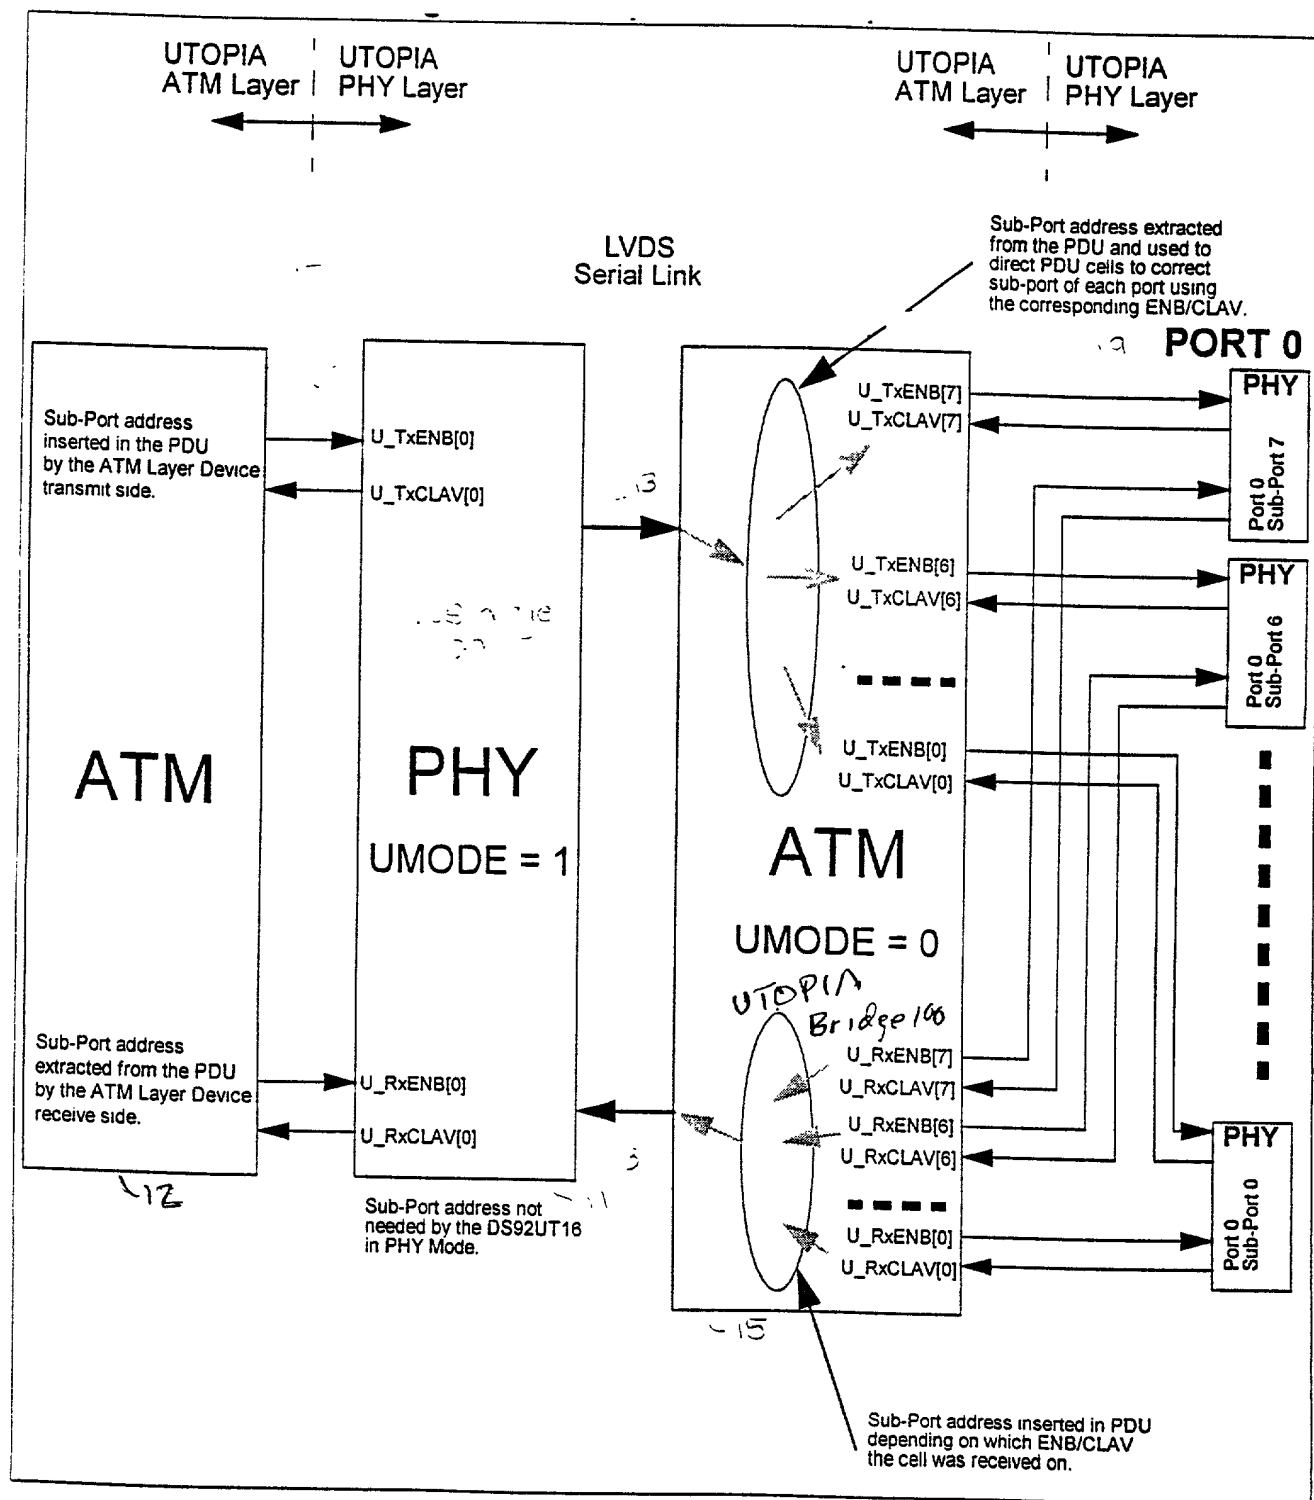 UTOPIA
ATM Layer
UTOPIA
PHY Layer
UTOPIA
ATM Layer
UTOPIA
PHY Layer
LVDS
Serial Link
Sub-Port address extracted
from the PDU and used to
direct PDU cells to correct
sub-port of each port using
the corresponding ENB/CLAV.
PORT 0
Sub-Port address
inserted in the PDU
by the ATM Layer Device
transmit side.
U_TxENB[0]
U_TxCLAV[0]
13
U_TxENB[7]
U_TxCLAV[7]
U_TxENB[6]
U_TxCLAV[6]
U_TxENB[0]
U_TxCLAV[0]
PHY
Port 0
Sub-Port 7
PHY
Port 0
Sub-Port 6
ATM
PHY
UMODE = 1
ATM
UMODE = 0
UTOPIA
Bridge 100
Sub-Port address
extracted from the PDU
by the ATM Layer Device
receive side.
U_RxENB[0]
U_RxCLAV[0]
U_RxENB[7]
U_RxCLAV[7]
U_RxENB[6]
U_RxCLAV[6]
U_RxENB[0]
U_RxCLAV[0]
PHY
Port 0
Sub-Port 0
12
11
Sub-Port address not
needed by the DS92UT16
in PHY Mode.
15
Sub-Port address inserted in PDU
depending on which ENB/CLAV
the cell was received on.